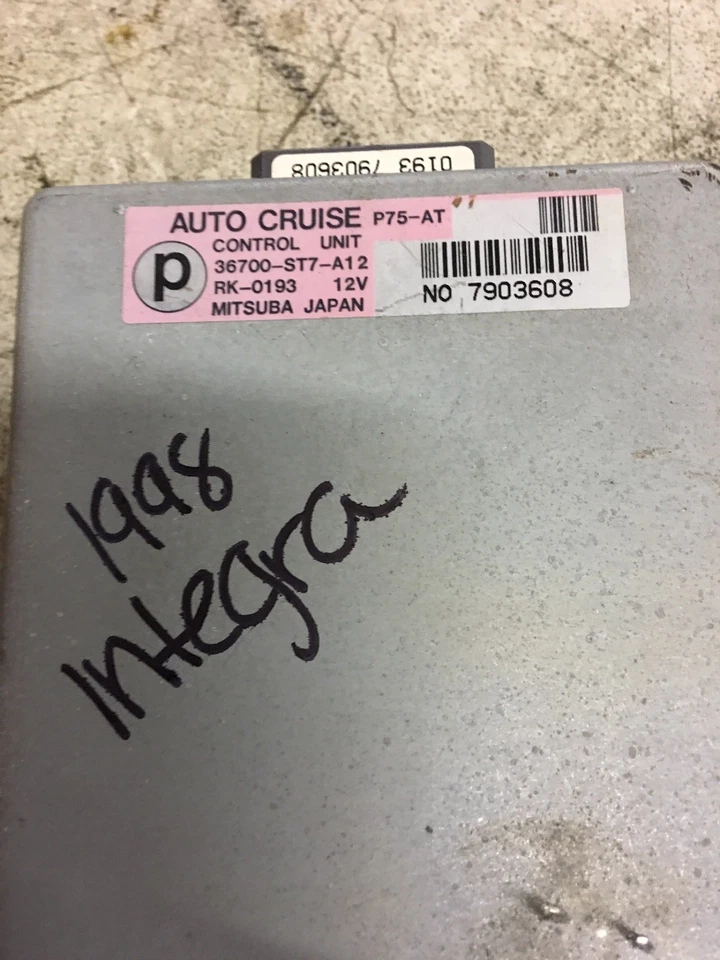 0193 7903608
AUTO CRUISE P75-AT
p
CONTROL UNIT
36700-ST7-A12
RK-0193 12V
MITSUBA JAPAN
NO 7903608
1998
Integra